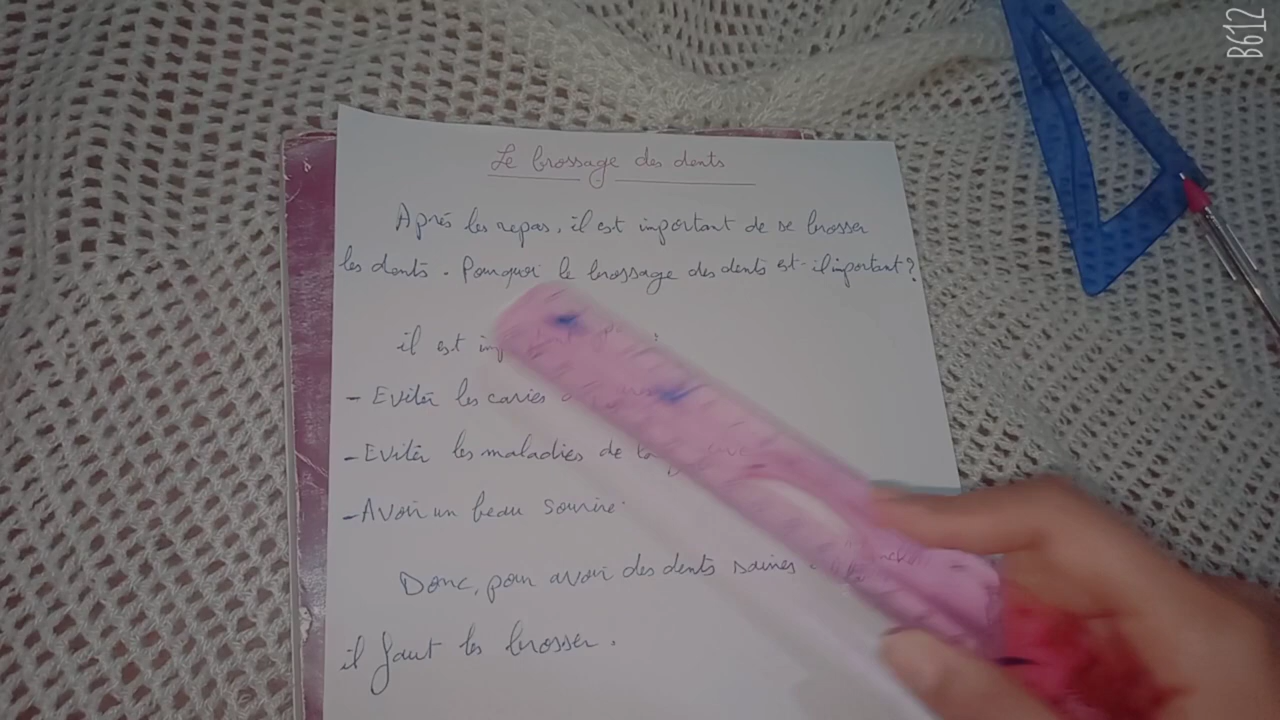 B612
Le brossage des dents
Après les repas, il est important de se brosser
les dents. Pourquoi le brossage des dents est-il important?
il est :
- Eviter les caries
- Eviter les maladies de la
- Avoir un beau sourire.
Donc, pour avoir des dents saines
il faut les brosser.